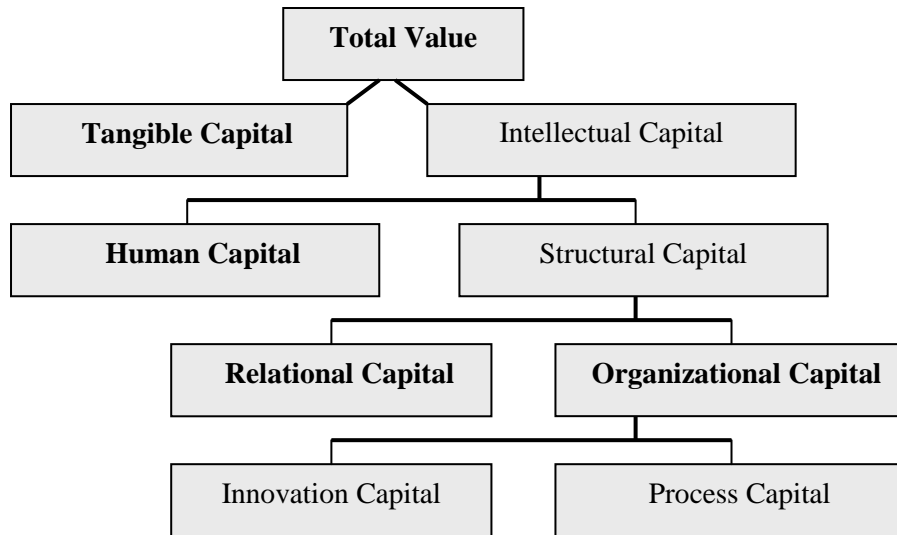 Total Value
Tangible Capital
Intellectual Capital
Human Capital
Structural Capital
Relational Capital
Organizational Capital
Innovation Capital
Process Capital